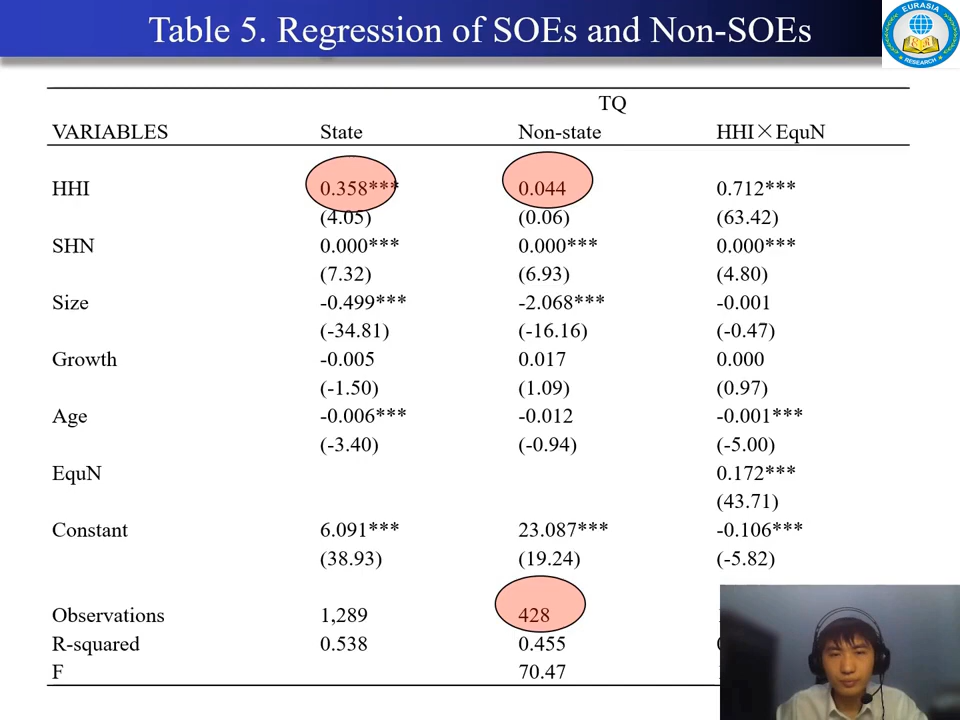 Table 5. Regression of SOEs and Non-SOEs
EURASIA
RESEARCH
TQ
VARIABLES State Non-state HHI×EquN
HHI 0.358*** 0.044 0.712***
(4.05) (0.06) (63.42)
SHN 0.000*** 0.000*** 0.000***
(7.32) (6.93) (4.80)
Size -0.499*** -2.068*** -0.001
(-34.81) (-16.16) (-0.47)
Growth -0.005 0.017 0.000
(-1.50) (1.09) (0.97)
Age -0.006*** -0.012 -0.001***
(-3.40) (-0.94) (-5.00)
EquN 0.172***
(43.71)
Constant 6.091*** 23.087*** -0.106***
(38.93) (19.24) (-5.82)
Observations 1,289 428
R-squared 0.538 0.455
F 70.47